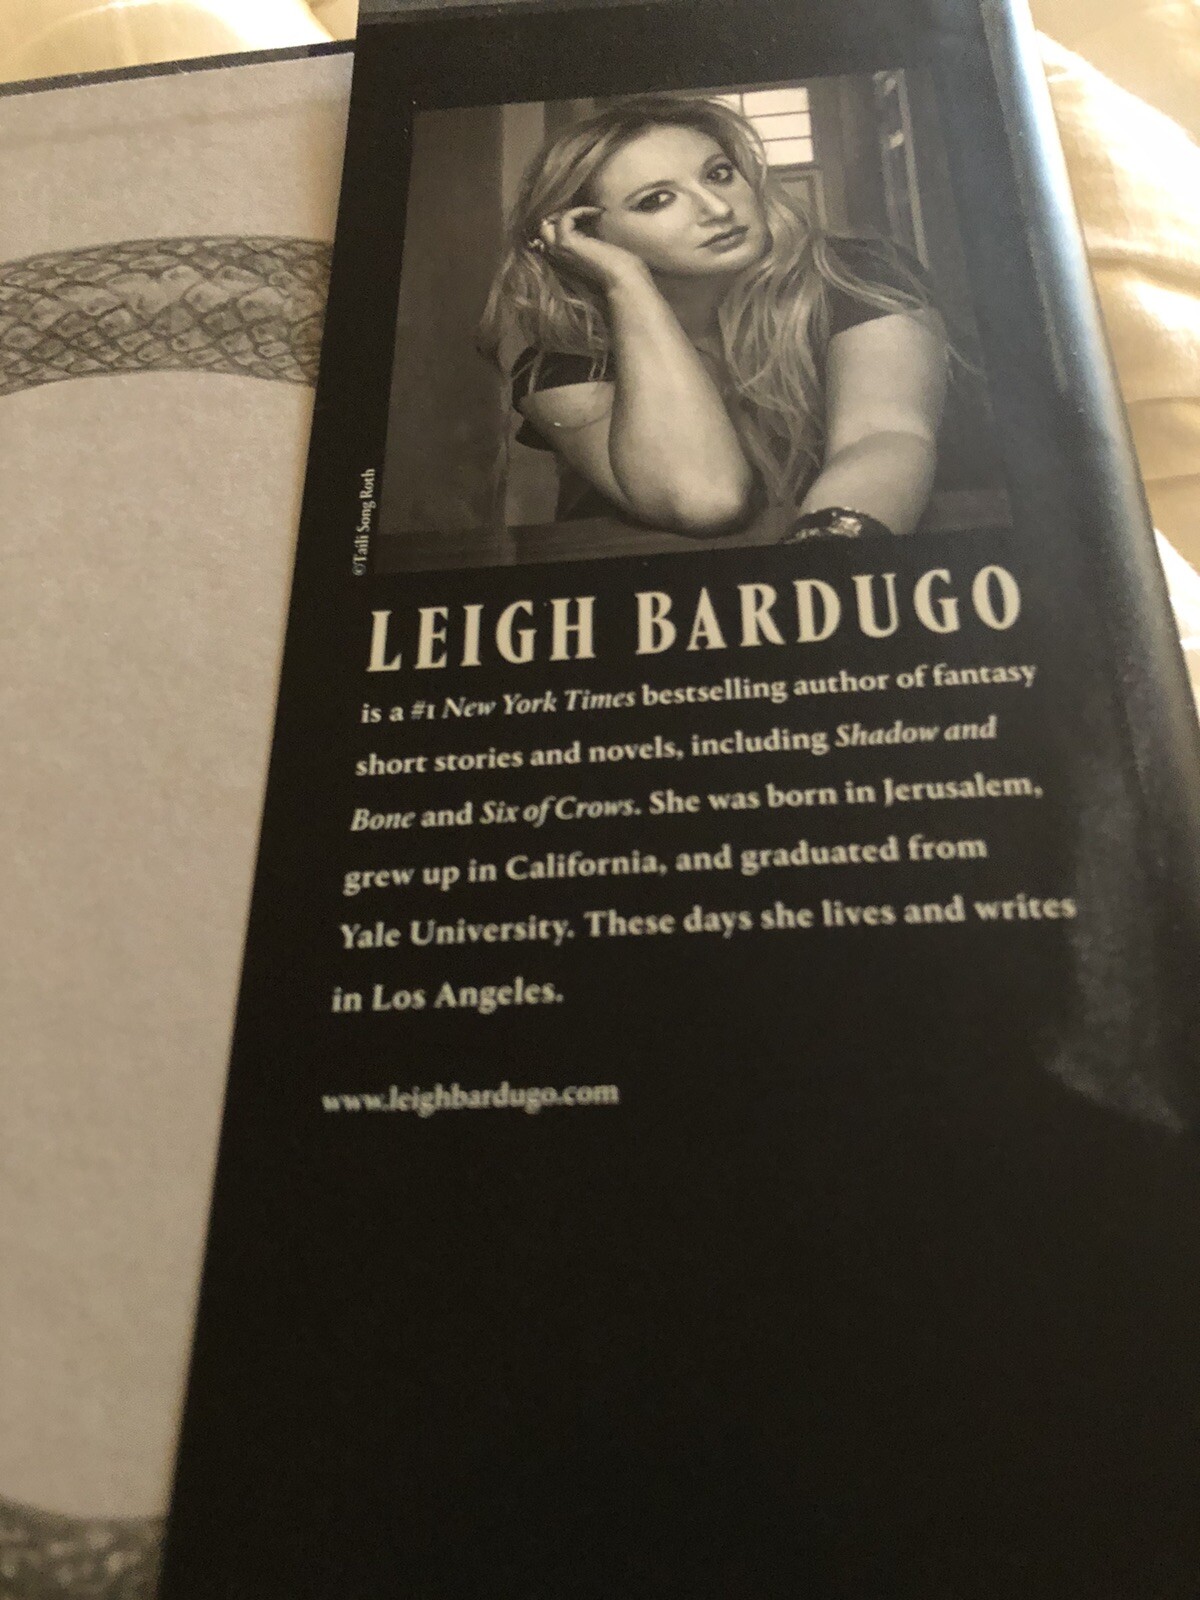 ©Taili Song Roth
LEIGH BARDUGO
is a #1 New York Times bestselling author of fantasy
short stories and novels, including Shadow and
Bone and Six of Crows. She was born in Jerusalem,
grew up in California, and graduated from
Yale University. These days she lives and writes
in Los Angeles.
www.leighbardugo.com